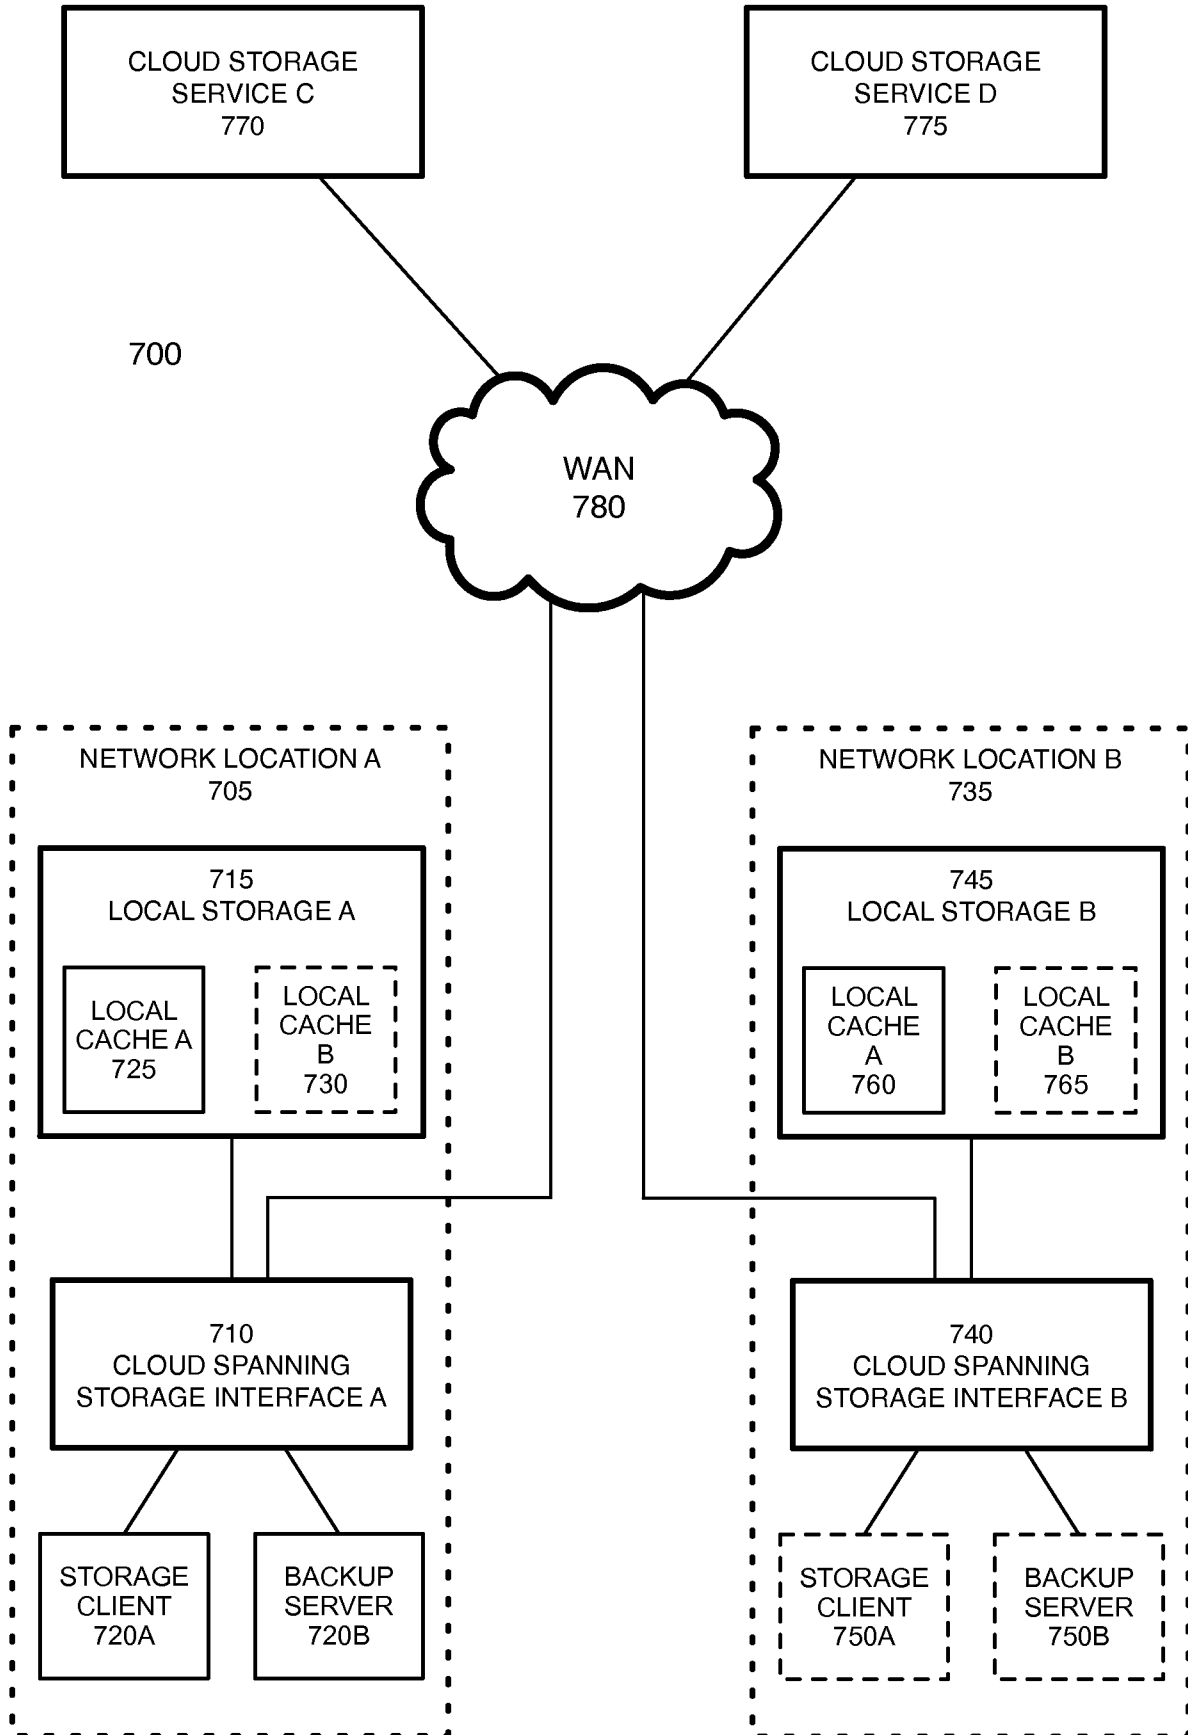 CLOUD STORAGE
SERVICE C
770
CLOUD STORAGE
SERVICE D
775
700
WAN
780
NETWORK LOCATION A
705
715
LOCAL STORAGE A
LOCAL
CACHE A
725
LOCAL
CACHE
B
730
710
CLOUD SPANNING
STORAGE INTERFACE A
STORAGE
CLIENT
720A
BACKUP
SERVER
720B
NETWORK LOCATION B
735
745
LOCAL STORAGE B
LOCAL
CACHE
A
760
LOCAL
CACHE
B
765
740
CLOUD SPANNING
STORAGE INTERFACE B
STORAGE
CLIENT
750A
BACKUP
SERVER
750B